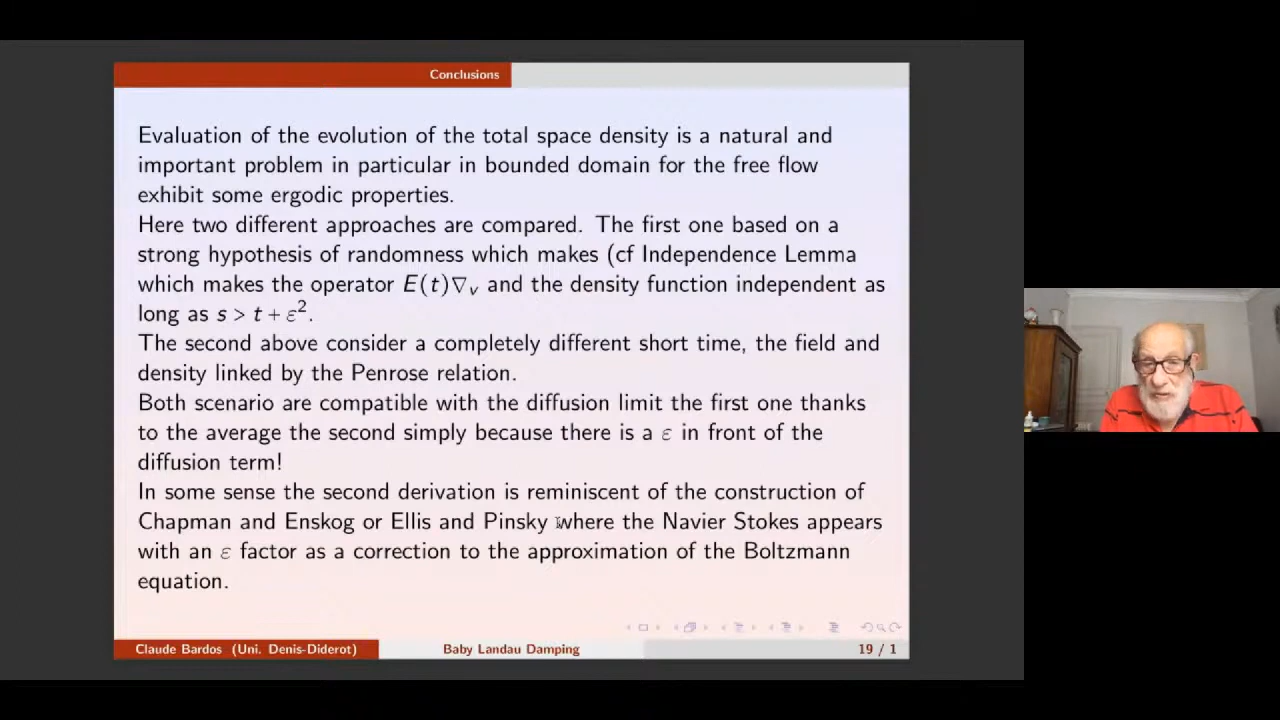 Conclusions
Evaluation of the evolution of the total space density is a natural and
important problem in particular in bounded domain for the free flow
exhibit some ergodic properties.
Here two different approaches are compared. The first one based on a
strong hypothesis of randomness which makes (cf Independence Lemma
which makes the operator E(t)∇ᵥ and the density function independent as
long as s > t + ε².
The second above consider a completely different short time, the field and
density linked by the Penrose relation.
Both scenario are compatible with the diffusion limit the first one thanks
to the average the second simply because there is a ε in front of the
diffusion term!
In some sense the second derivation is reminiscent of the construction of
Chapman and Enskog or Ellis and Pinsky where the Navier Stokes appears
with an ε factor as a correction to the approximation of the Boltzmann
equation.
Claude Bardos (Uni. Denis-Diderot) Baby Landau Damping 19 / 1